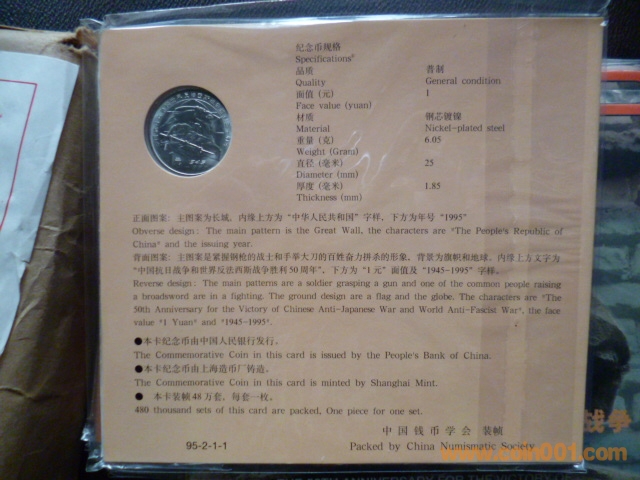 纪念币规格
Specifications
品质 普制
Quality General condition
面值 (元) 1
Face value (yuan)
材质 钢芯镀镍
Material Nickel-plated steel
重量 (克) 6.05
Weight (Gram)
直径 (毫米) 25
Diameter (mm)
厚度 (毫米) 1.85
Thickness (mm)
正面图案: 主图案为长城, 内缘上方为"中华人民共和国"字样, 下方为年号"1995"
Obverse design: The main pattern is the Great Wall, the characters are "The People's Republic of
China" and the issuing year.
背面图案: 主图案是紧握钢枪的战士和手举大刀的百姓奋力拼杀的形象, 背景为旗帜和地球. 内缘上方文字为
"中国抗日战争和世界反法西斯战争胜利50周年", 下方为"1元"面值及"1945-1995"字样.
Reverse design: The main patterns are a soldier grasping a gun and one of the common people raising
a broadsword are in a fighting. The ground design are a flag and the globe. The characters are "The
50th Anniversary for the Victory of Chinese Anti-Japanese War and World Anti-Fascist War", the face
value "1 Yuan" and "1945-1995".
●本卡纪念币由中国人民银行发行。
The Commemorative Coin in this card is issued by the People's Bank of China.
●本卡纪念币由上海造币厂铸造。
The Commemorative Coin in this card is minted by Shanghai Mint.
● 本卡装帧48万套, 每套一枚。
480 thousand sets of this card are packed, One piece for one set.
中国钱币学会 装帧
95-2-1-1 Packed by China Numismatic Society
战争
www.coin001.com